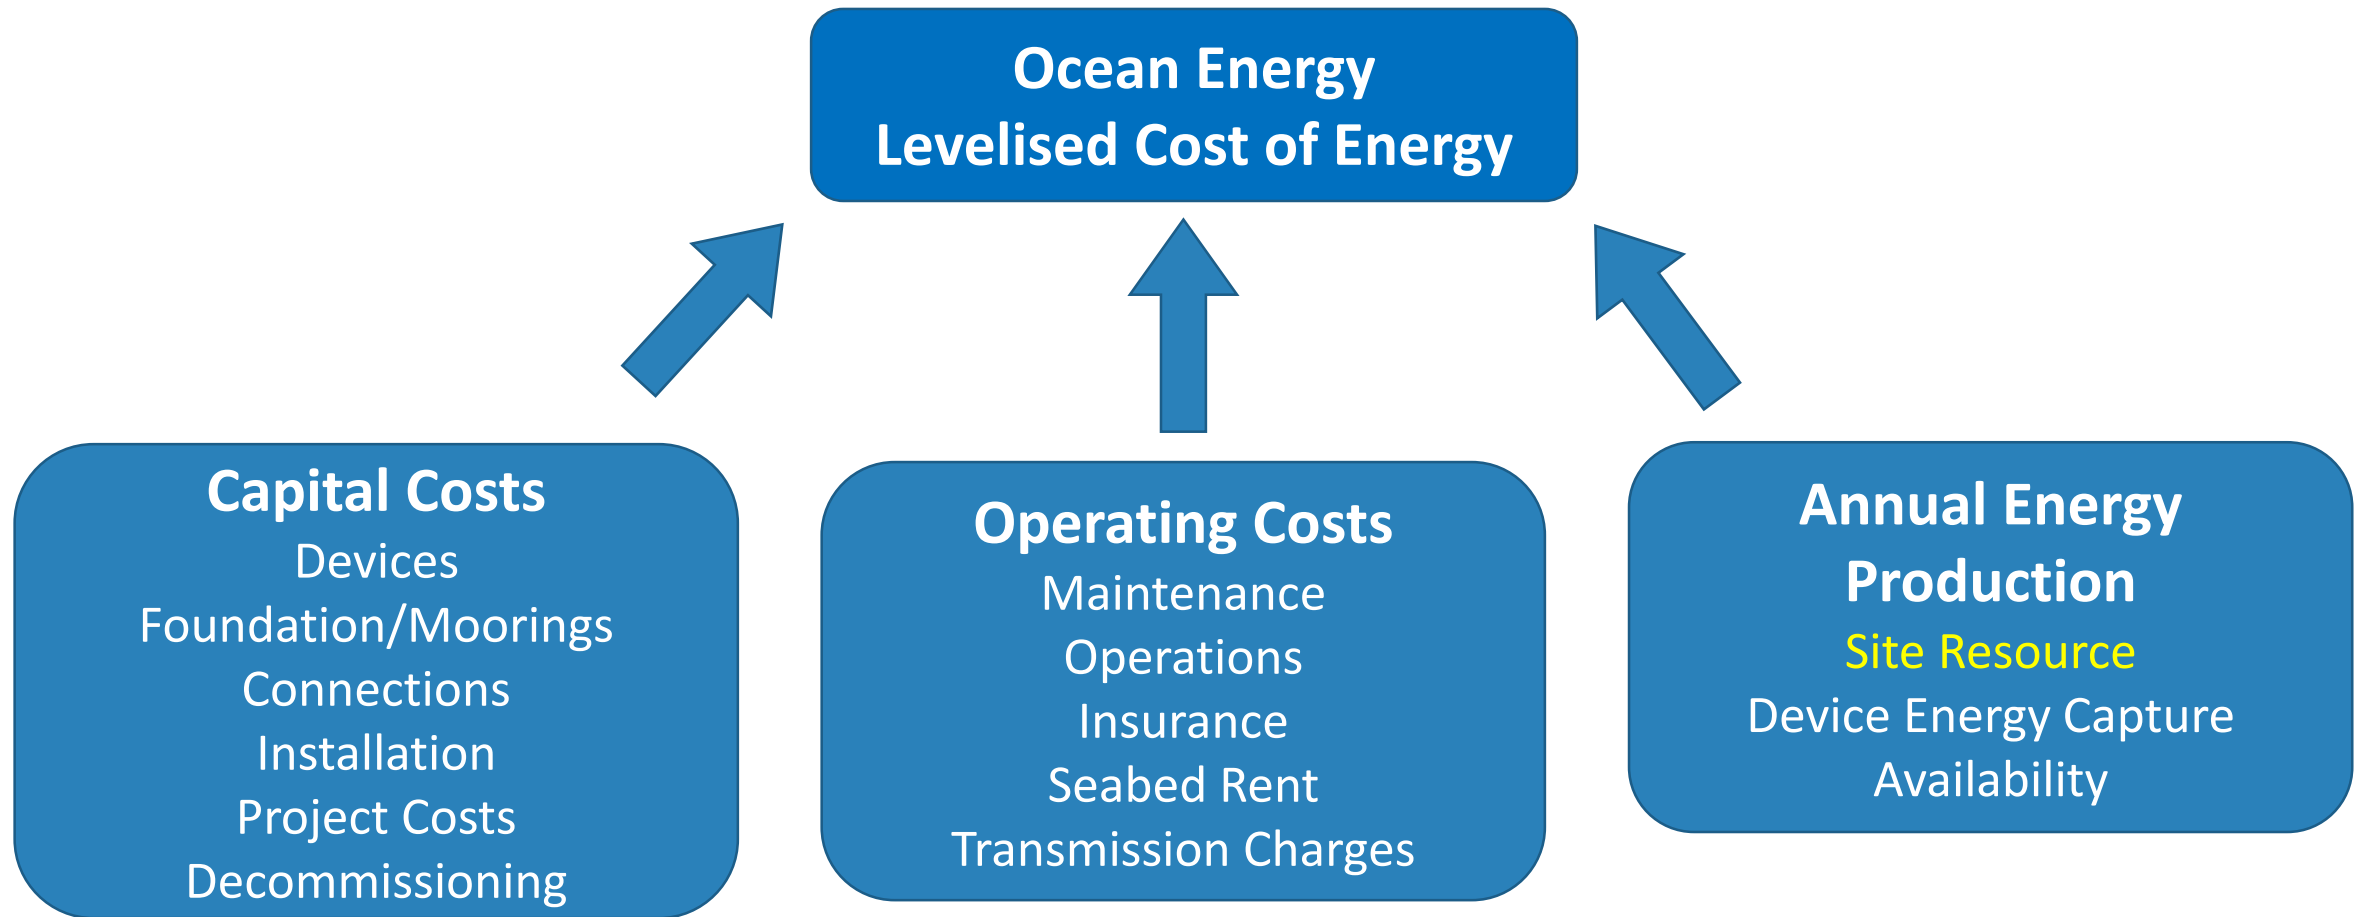 Ocean Energy
Levelised Cost of Energy
Capital Costs
Devices
Foundation/Moorings
Connections
Installation
Project Costs
Decommissioning
Operating Costs
Maintenance
Operations
Insurance
Seabed Rent
Transmission Charges
Annual Energy
Production
Site Resource
Device Energy Capture
Availability